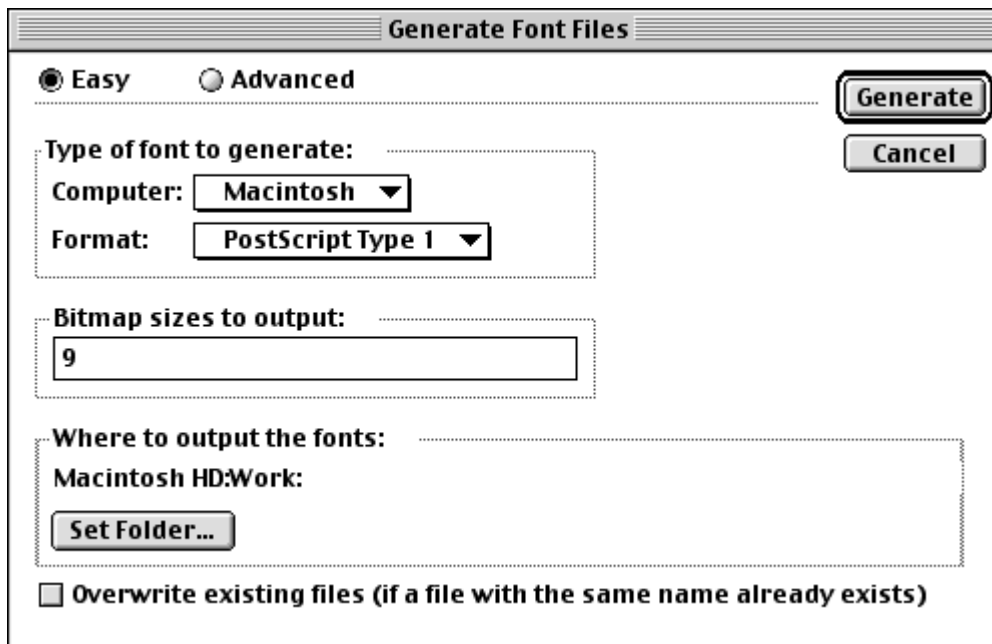 Generate Font Files
Easy Advanced
Generate
Type of font to generate:
Cancel
Computer: Macintosh
Format: PostScript Type 1
Bitmap sizes to output:
9
Where to output the fonts:
Macintosh HD:Work:
Set Folder...
Overwrite existing files (if a file with the same name already exists)